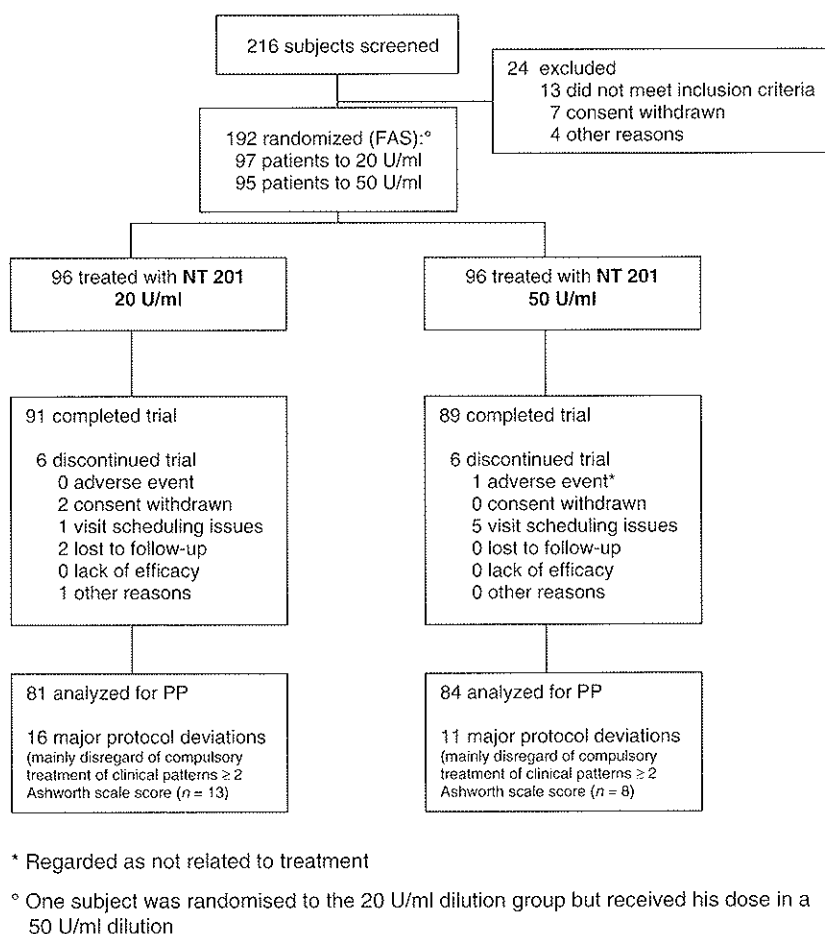 216 subjects screened
24 excluded
13 did not meet inclusion criteria
7 consent withdrawn
4 other reasons
192 randomized (FAS):°
97 patients to 20 U/ml
95 patients to 50 U/ml
96 treated with NT 201
20 U/ml
96 treated with NT 201
50 U/ml
91 completed trial
6 discontinued trial
0 adverse event
2 consent withdrawn
1 visit scheduling issues
2 lost to follow-up
0 lack of efficacy
1 other reasons
89 completed trial
6 discontinued trial
1 adverse event*
0 consent withdrawn
5 visit scheduling issues
0 lost to follow-up
0 lack of efficacy
0 other reasons
81 analyzed for PP
16 major protocol deviations
(mainly disregard of compulsory
treatment of clinical patterns ≥ 2
Ashworth scale score (n = 13)
84 analyzed for PP
11 major protocol deviations
(mainly disregard of compulsory
treatment of clinical patterns ≥ 2
Ashworth scale score (n = 8)
* Regarded as not related to treatment
° One subject was randomised to the 20 U/ml dilution group but received his dose in a
50 U/ml dilution